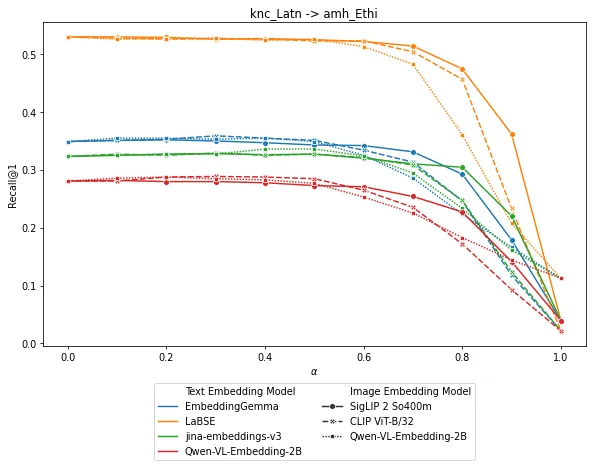 knc_Latn -> amh_Ethi
Recall@1
0.5
0.4
0.3
0.2
0.1
0.0
0.0 0.2 0.4 0.6 0.8 1.0
α
Text Embedding Model Image Embedding Model
EmbeddingGemma SigLIP 2 So400m
LaBSE CLIP ViT-B/32
jina-embeddings-v3 Qwen-VL-Embedding-2B
Qwen-VL-Embedding-2B